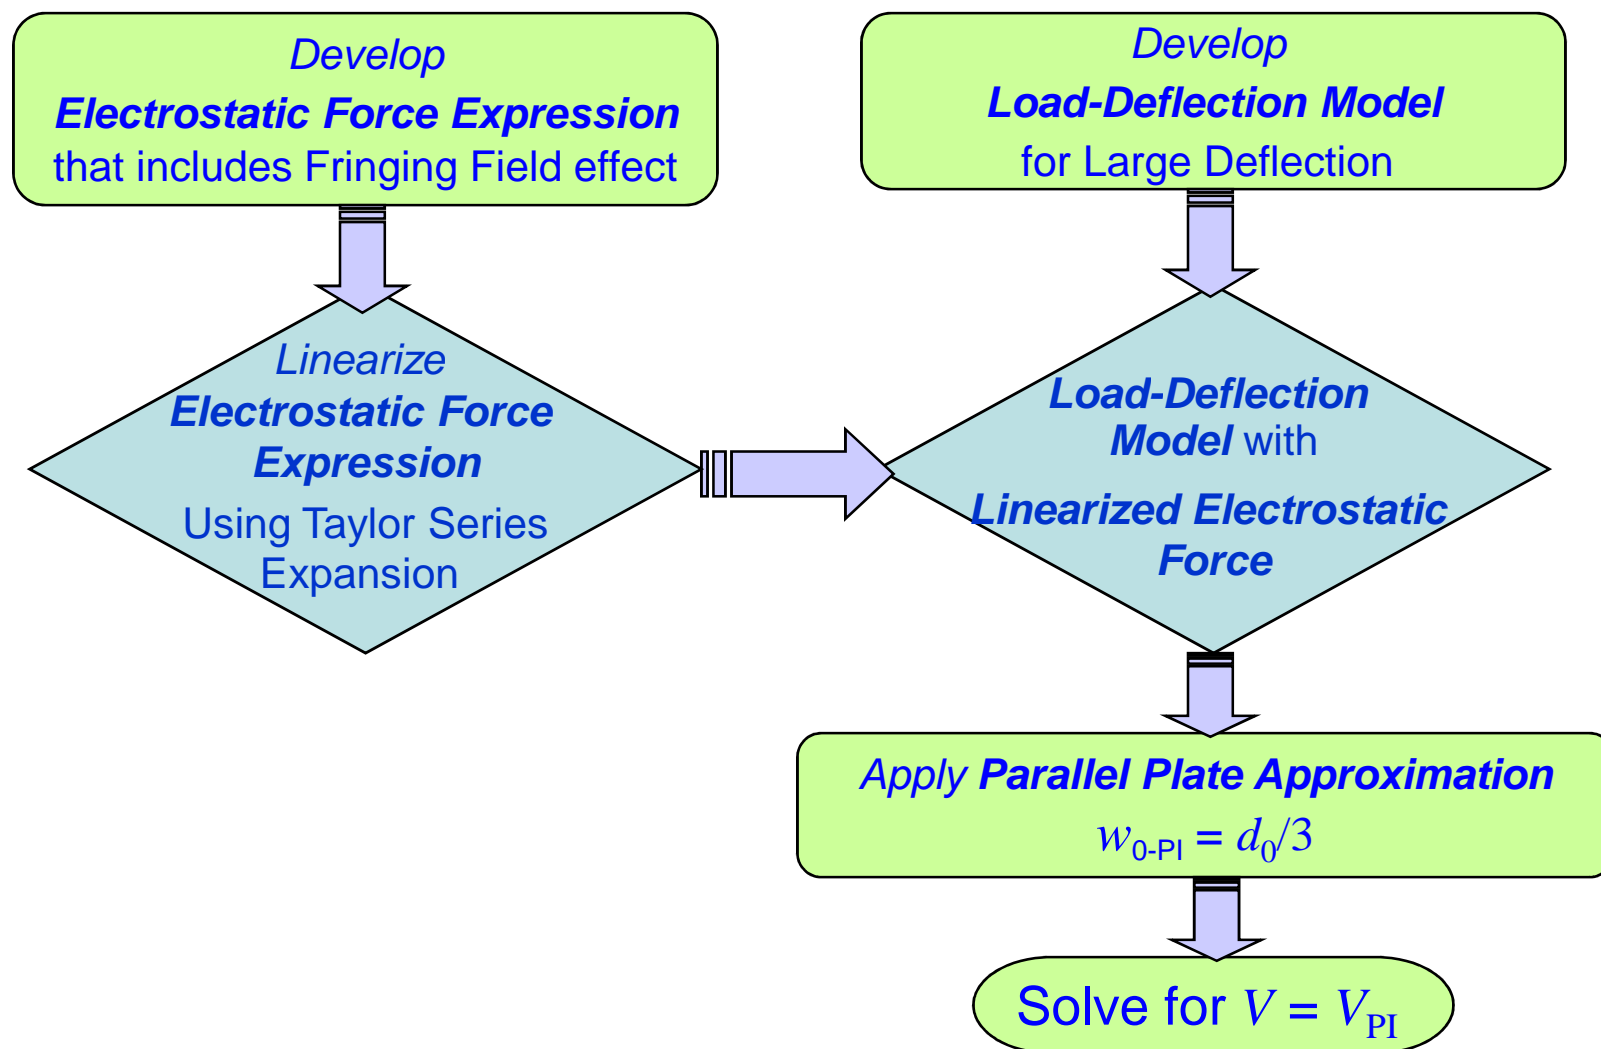 Develop
Electrostatic Force Expression
that includes Fringing Field effect
Develop
Load-Deflection Model
for Large Deflection
Linearize
Electrostatic Force
Expression
Using Taylor Series
Expansion
Load-Deflection
Model with
Linearized Electrostatic
Force
Apply Parallel Plate Approximation
w0-PI = d0/3
Solve for V = VPI